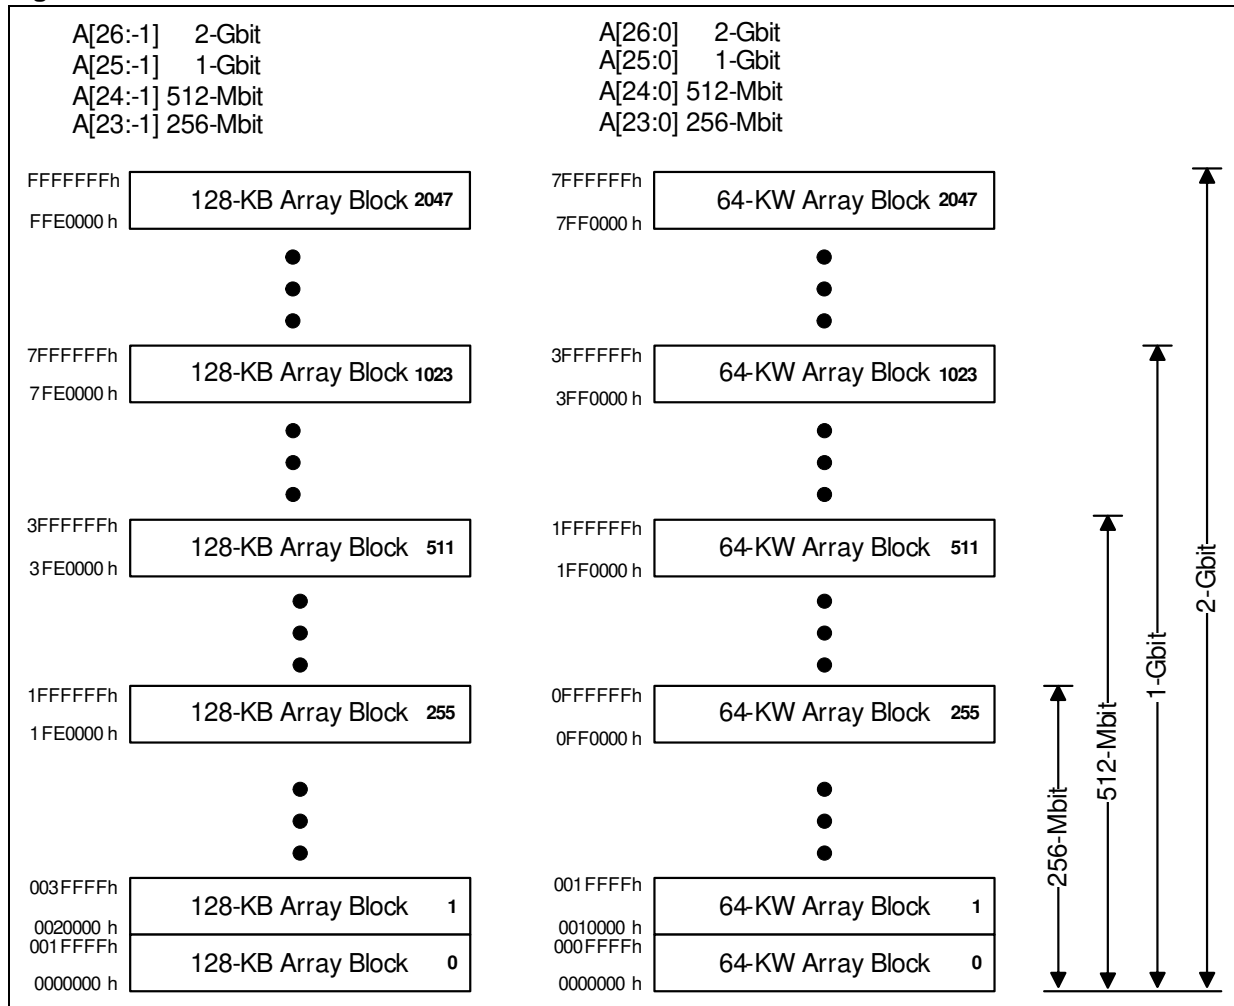 A[26:-1] 2-Gbit
A[25:-1] 1-Gbit
A[24:-1] 512-Mbit
A[23:-1] 256-Mbit
A[26:0] 2-Gbit
A[25:0] 1-Gbit
A[24:0] 512-Mbit
A[23:0] 256-Mbit
FFFFFFFh
128-KB Array Block 2047
FFE0000 h
7FFFFFFh
64-KW Array Block 2047
7FF0000 h
7FFFFFFh
128-KB Array Block 1023
7FE0000 h
3FFFFFFh
64-KW Array Block 1023
3FF0000 h
3FFFFFFh
128-KB Array Block 511
3FE0000 h
1FFFFFFh
64-KW Array Block 511
1FF0000 h
1FFFFFFh
128-KB Array Block 255
1FE0000 h
0FFFFFFh
64-KW Array Block 255
0FF0000 h
003FFFFh
128-KB Array Block 1
0020000 h
001FFFFh
128-KB Array Block 0
0000000 h
001FFFFh
64-KW Array Block 1
0010000 h
000FFFFh
64-KW Array Block 0
0000000 h
256-Mbit
512-Mbit
1-Gbit
2-Gbit